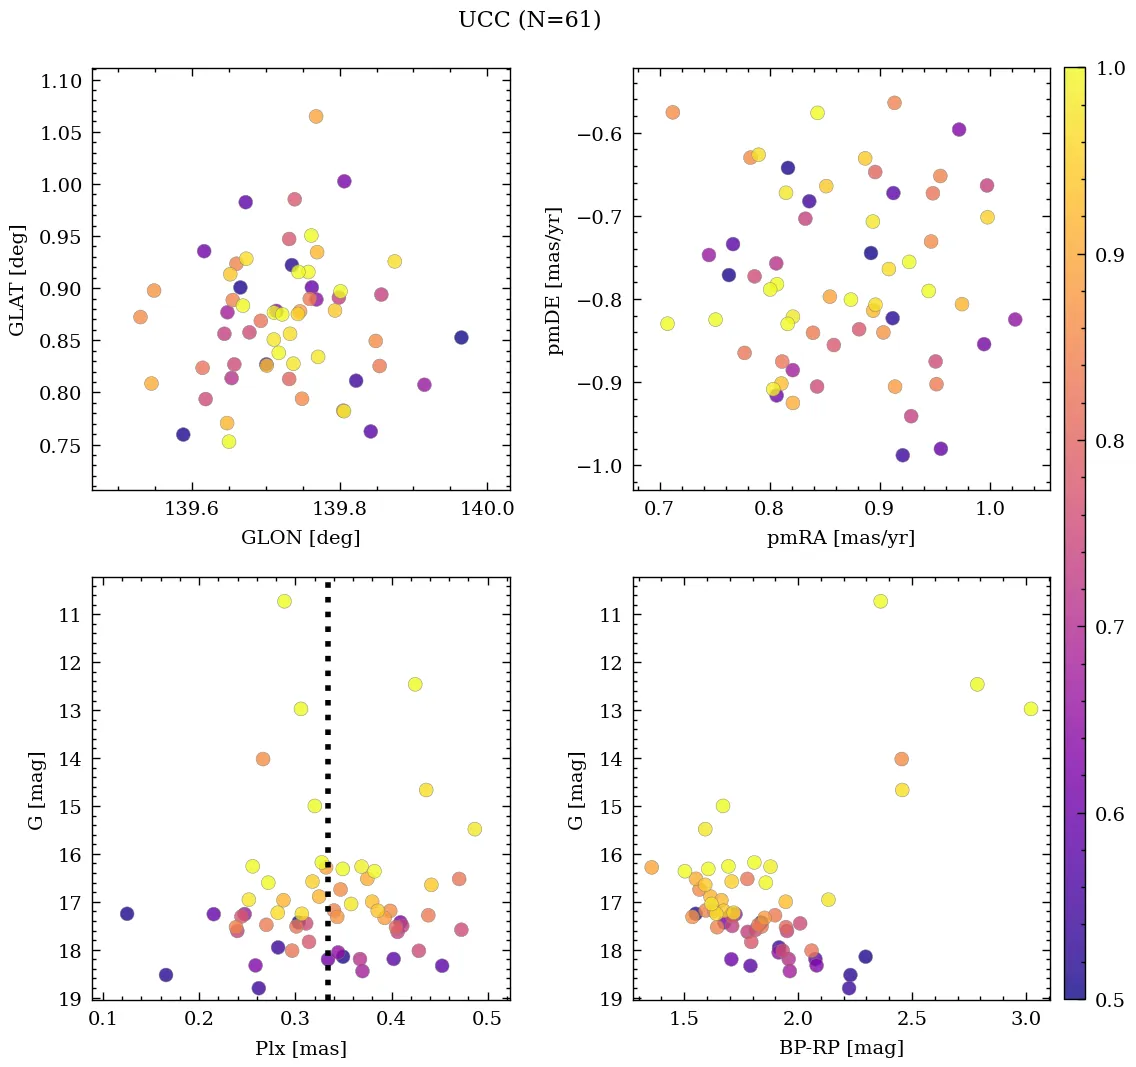 UCC (N=61)
1.10
1.05
1.00
0.95
0.90
0.85
0.80
0.75
GLAT [deg]
139.6 139.8 140.0
GLON [deg]
−0.6
−0.7
−0.8
−0.9
−1.0
pmDE [mas/yr]
0.7 0.8 0.9 1.0
pmRA [mas/yr]
11
12
13
14
15
16
17
18
19
G [mag]
0.1 0.2 0.3 0.4 0.5
Plx [mas]
11
12
13
14
15
16
17
18
19
G [mag]
1.5 2.0 2.5 3.0
BP-RP [mag]
1.0
0.9
0.8
0.7
0.6
0.5